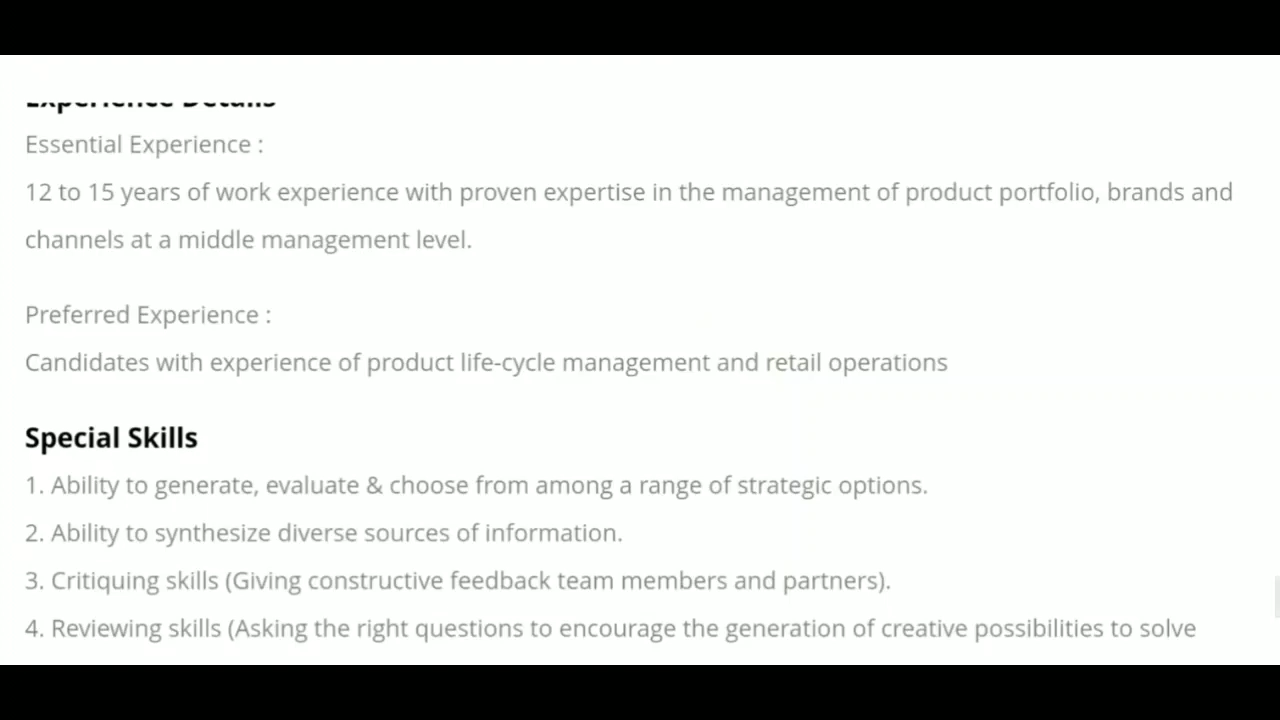 Experience Details
Essential Experience :
12 to 15 years of work experience with proven expertise in the management of product portfolio, brands and
channels at a middle management level.
Preferred Experience :
Candidates with experience of product life-cycle management and retail operations
Special Skills
1. Ability to generate, evaluate & choose from among a range of strategic options.
2. Ability to synthesize diverse sources of information.
3. Critiquing skills (Giving constructive feedback team members and partners).
4. Reviewing skills (Asking the right questions to encourage the generation of creative possibilities to solve